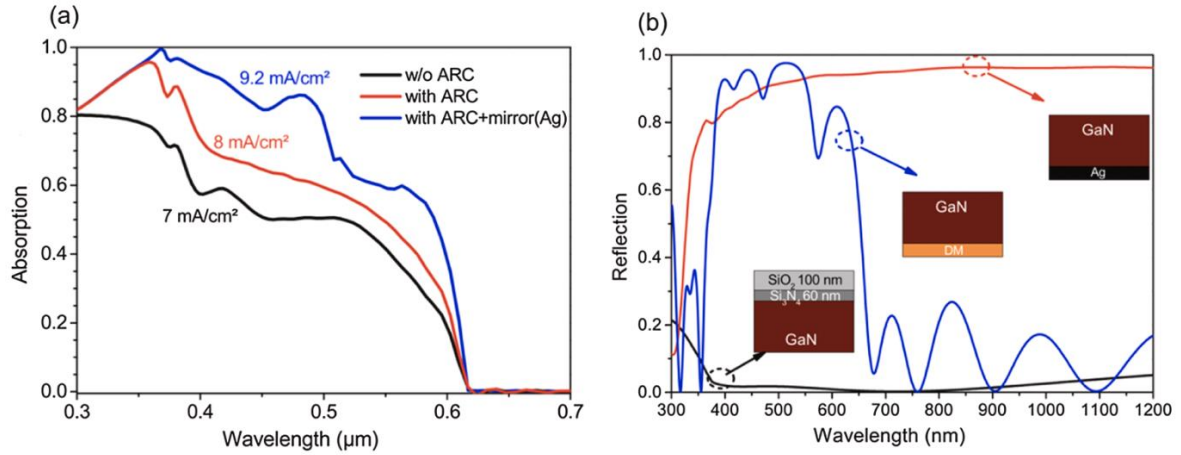 (a)
1.0
0.8
0.6
0.4
0.2
0.0
Absorption
9.2 mA/cm²
8 mA/cm²
7 mA/cm²
w/o ARC
with ARC
with ARC+mirror(Ag)
0.3 0.4 0.5 0.6 0.7
Wavelength (µm)
(b)
1.0
0.8
0.6
0.4
0.2
0.0
Reflection
GaN
Ag
GaN
DM
SiO₂ 100 nm
Si₃N₄ 60 nm
GaN
300 400 500 600 700 800 900 1000 1100 1200
Wavelength (nm)